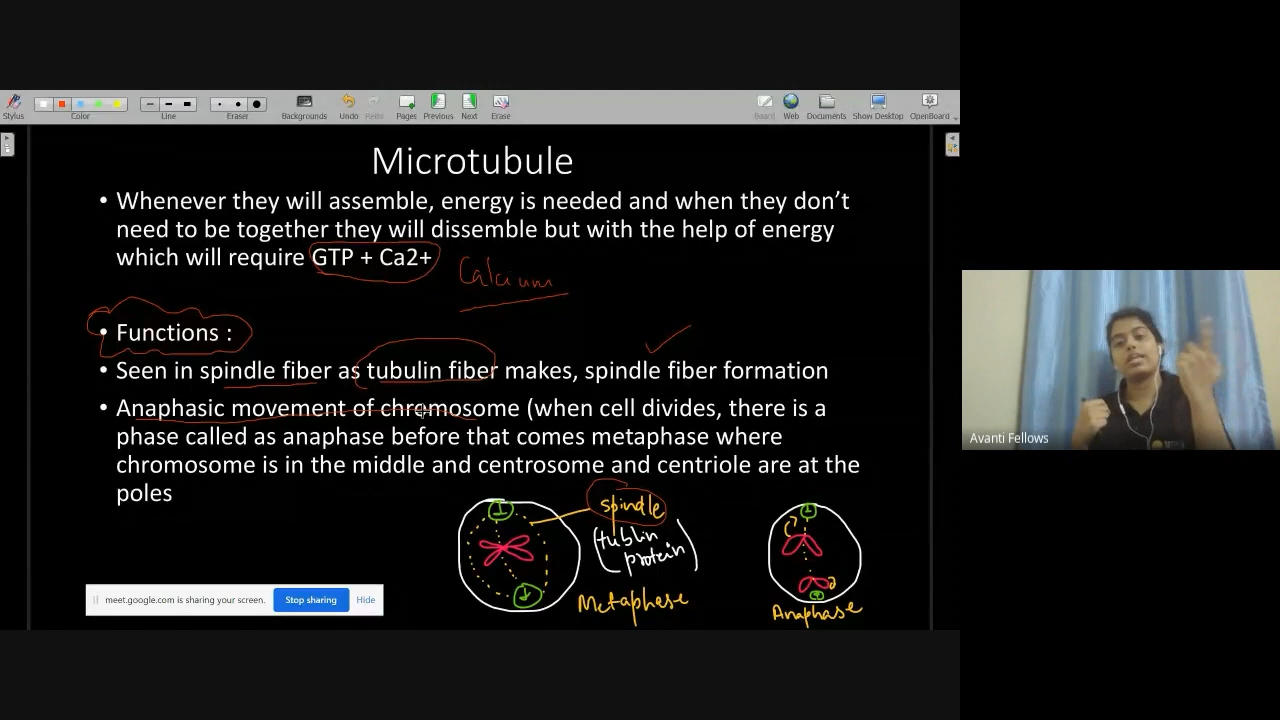 Stylus
Color
Line
Eraser
Backgrounds
Undo
Redo
Pages
Previous
Next
Erase
Board
Web
Documents
Show Desktop
OpenBoard
Microtubule
• Whenever they will assemble, energy is needed and when they don't
need to be together they will dissemble but with the help of energy
which will require GTP + Ca2+
Calcium
• Functions :
• Seen in spindle fiber as tubulin fiber makes, spindle fiber formation
• Anaphasic movement of chromosome (when cell divides, there is a
phase called as anaphase before that comes metaphase where
chromosome is in the middle and centrosome and centriole are at the
poles
spindle
(tublin
protein)
Metaphase
Anaphase
meet.google.com is sharing your screen.
Stop sharing
Hide
Avanti Fellows